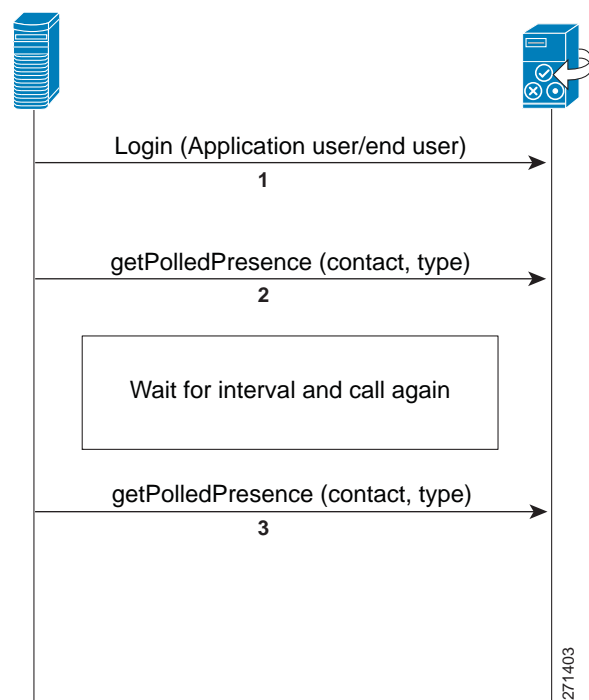 Login (Application user/end user)
1
getPolledPresence (contact, type)
2
Wait for interval and call again
getPolledPresence (contact, type)
3
271403